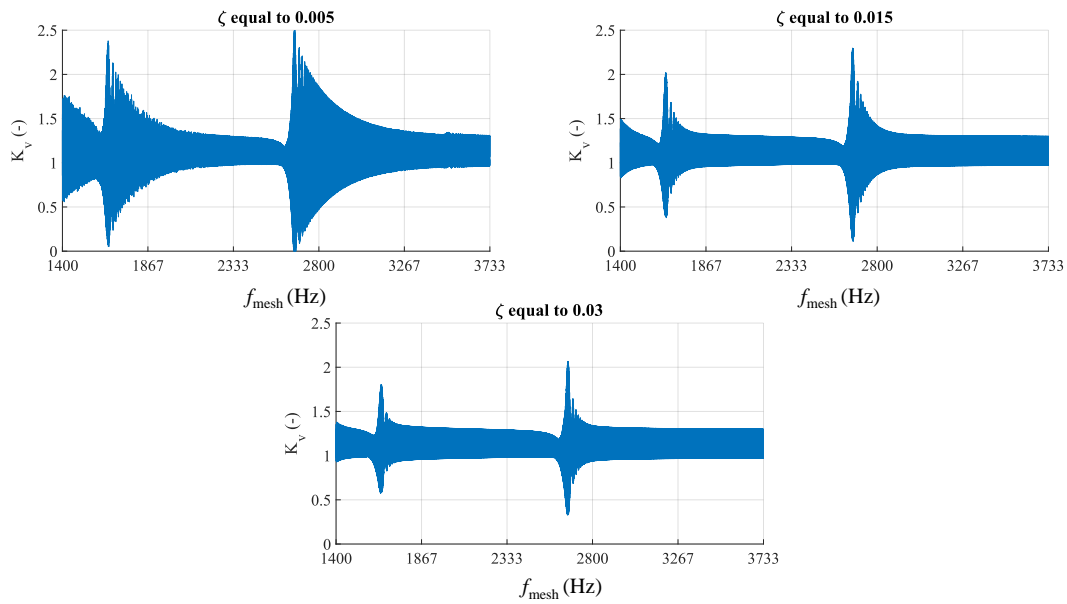 ζ equal to 0.005
2.5
2
1.5
1
0.5
0
K_v (-)
1400 1867 2333 2800 3267 3733
f_mesh (Hz)
ζ equal to 0.015
2.5
2
1.5
1
0.5
0
K_v (-)
1400 1867 2333 2800 3267 3733
f_mesh (Hz)
ζ equal to 0.03
2.5
2
1.5
1
0.5
0
K_v (-)
1400 1867 2333 2800 3267 3733
f_mesh (Hz)